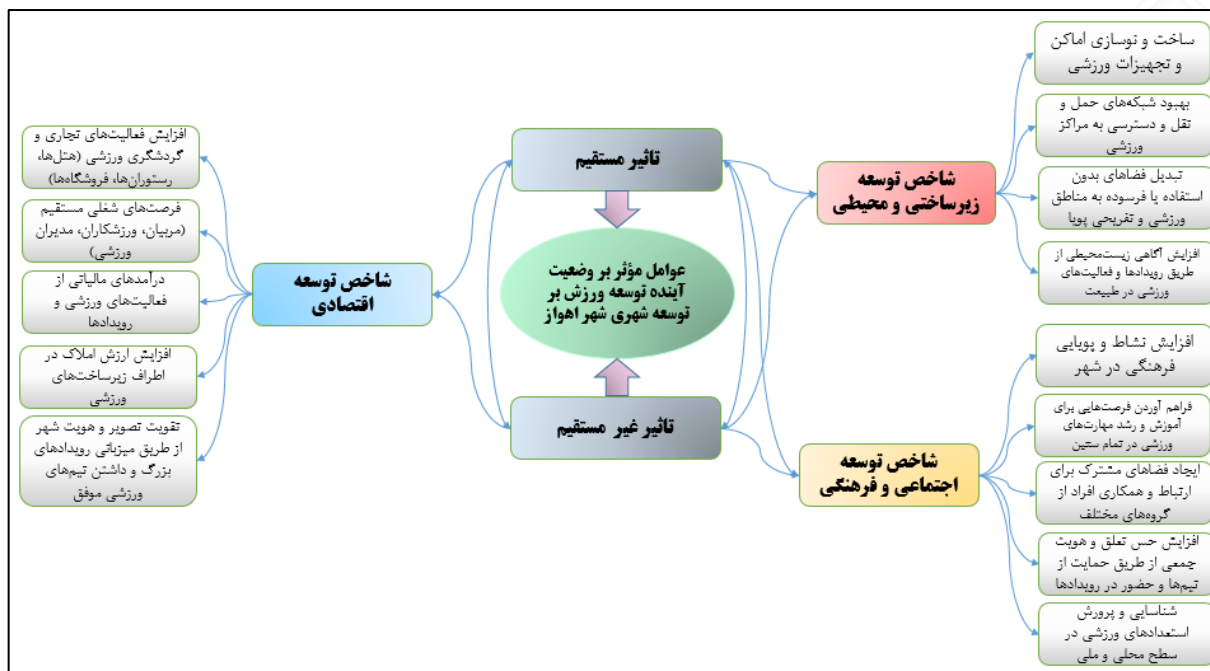 ساخت و نوسازی اماکن
و تجهیزات ورزشی
بهبود شبکه‌های حمل و
نقل و دسترسی به مراکز
ورزشی
تبدیل فضاهای بدون
استفاده یا فرسوده به مناطق
ورزشی و تفریحی پویا
افزایش آگاهی زیست‌محیطی از
طریق رویدادها و فعالیت‌های
ورزشی در طبیعت
شاخص توسعه
زیرساختی و محیطی
افزایش نشاط و پویایی
فرهنگی در شهر
فراهم آوردن فرصت‌هایی برای
آموزش و رشد مهارت‌های
ورزشی در تمام سنین
ایجاد فضاهای مشترک برای
ارتباط و همکاری افراد از
گروه‌های مختلف
افزایش حس تعلق و هویت
جمعی از طریق حمایت از
تیم‌ها و حضور در رویدادها
شناسایی و پرورش
استعدادهای ورزشی در
سطح محلی و ملی
شاخص توسعه
اجتماعی و فرهنگی
تاثیر مستقیم
عوامل مؤثر بر وضعیت
آینده توسعه ورزش بر
توسعه شهری شهر اهواز
تاثیر غیر مستقیم
شاخص توسعه
اقتصادی
افزایش فعالیت‌های تجاری و
گردشگری ورزشی (هتل‌ها،
رستوران‌ها، فروشگاه‌ها)
فرصت‌های شغلی مستقیم
(مربیان، ورزشکاران، مدیران
ورزشی)
درآمدهای مالیاتی از
فعالیت‌های ورزشی و
رویدادها
افزایش ارزش املاک در
اطراف زیرساخت‌های
ورزشی
تقویت تصویر و هویت شهر
از طریق میزبانی رویدادهای
بزرگ و داشتن تیم‌های
ورزشی موفق